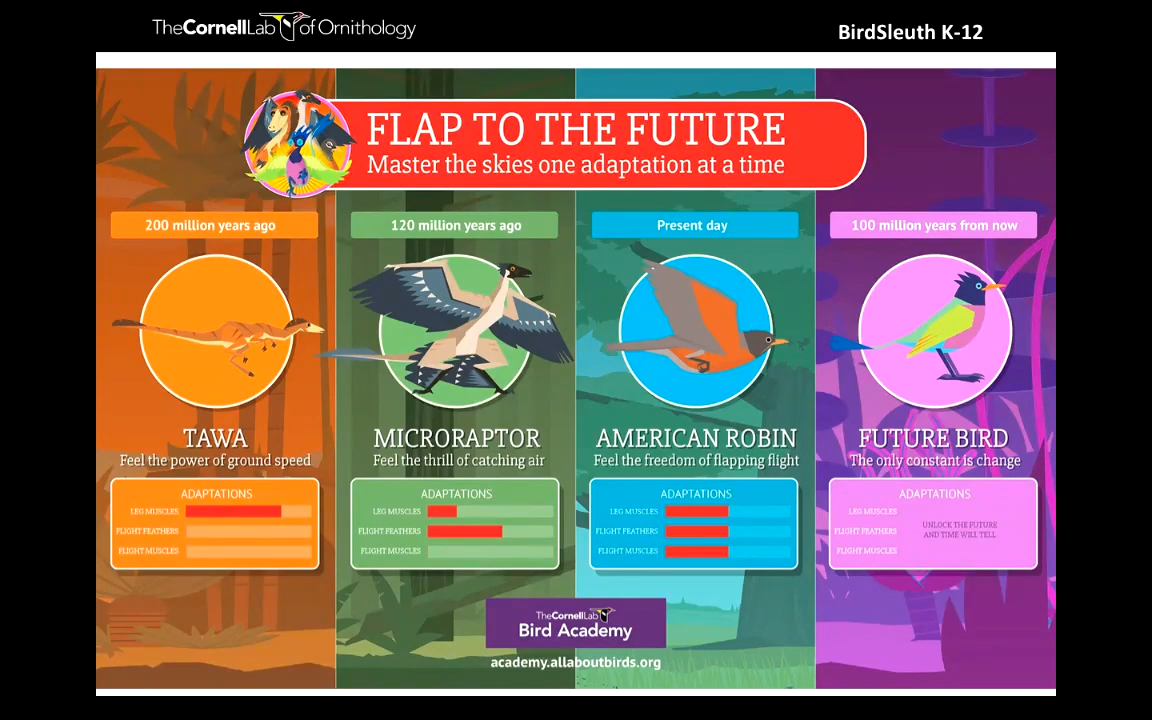 TheCornellLab of Ornithology
BirdSleuth K-12
FLAP TO THE FUTURE
Master the skies one adaptation at a time
200 million years ago
TAWA
Feel the power of ground speed
ADAPTATIONS
LEG MUSCLES
FLIGHT FEATHERS
FLIGHT MUSCLES
120 million years ago
MICRORAPTOR
Feel the thrill of catching air
ADAPTATIONS
LEG MUSCLES
FLIGHT FEATHERS
FLIGHT MUSCLES
Present day
AMERICAN ROBIN
Feel the freedom of flapping flight
ADAPTATIONS
LEG MUSCLES
FLIGHT FEATHERS
FLIGHT MUSCLES
100 million years from now
FUTURE BIRD
The only constant is change
ADAPTATIONS
LEG MUSCLES
FLIGHT FEATHERS
FLIGHT MUSCLES
UNLOCK THE FUTURE
AND TIME WILL TELL
TheCornellLab
Bird Academy
academy.allaboutbirds.org